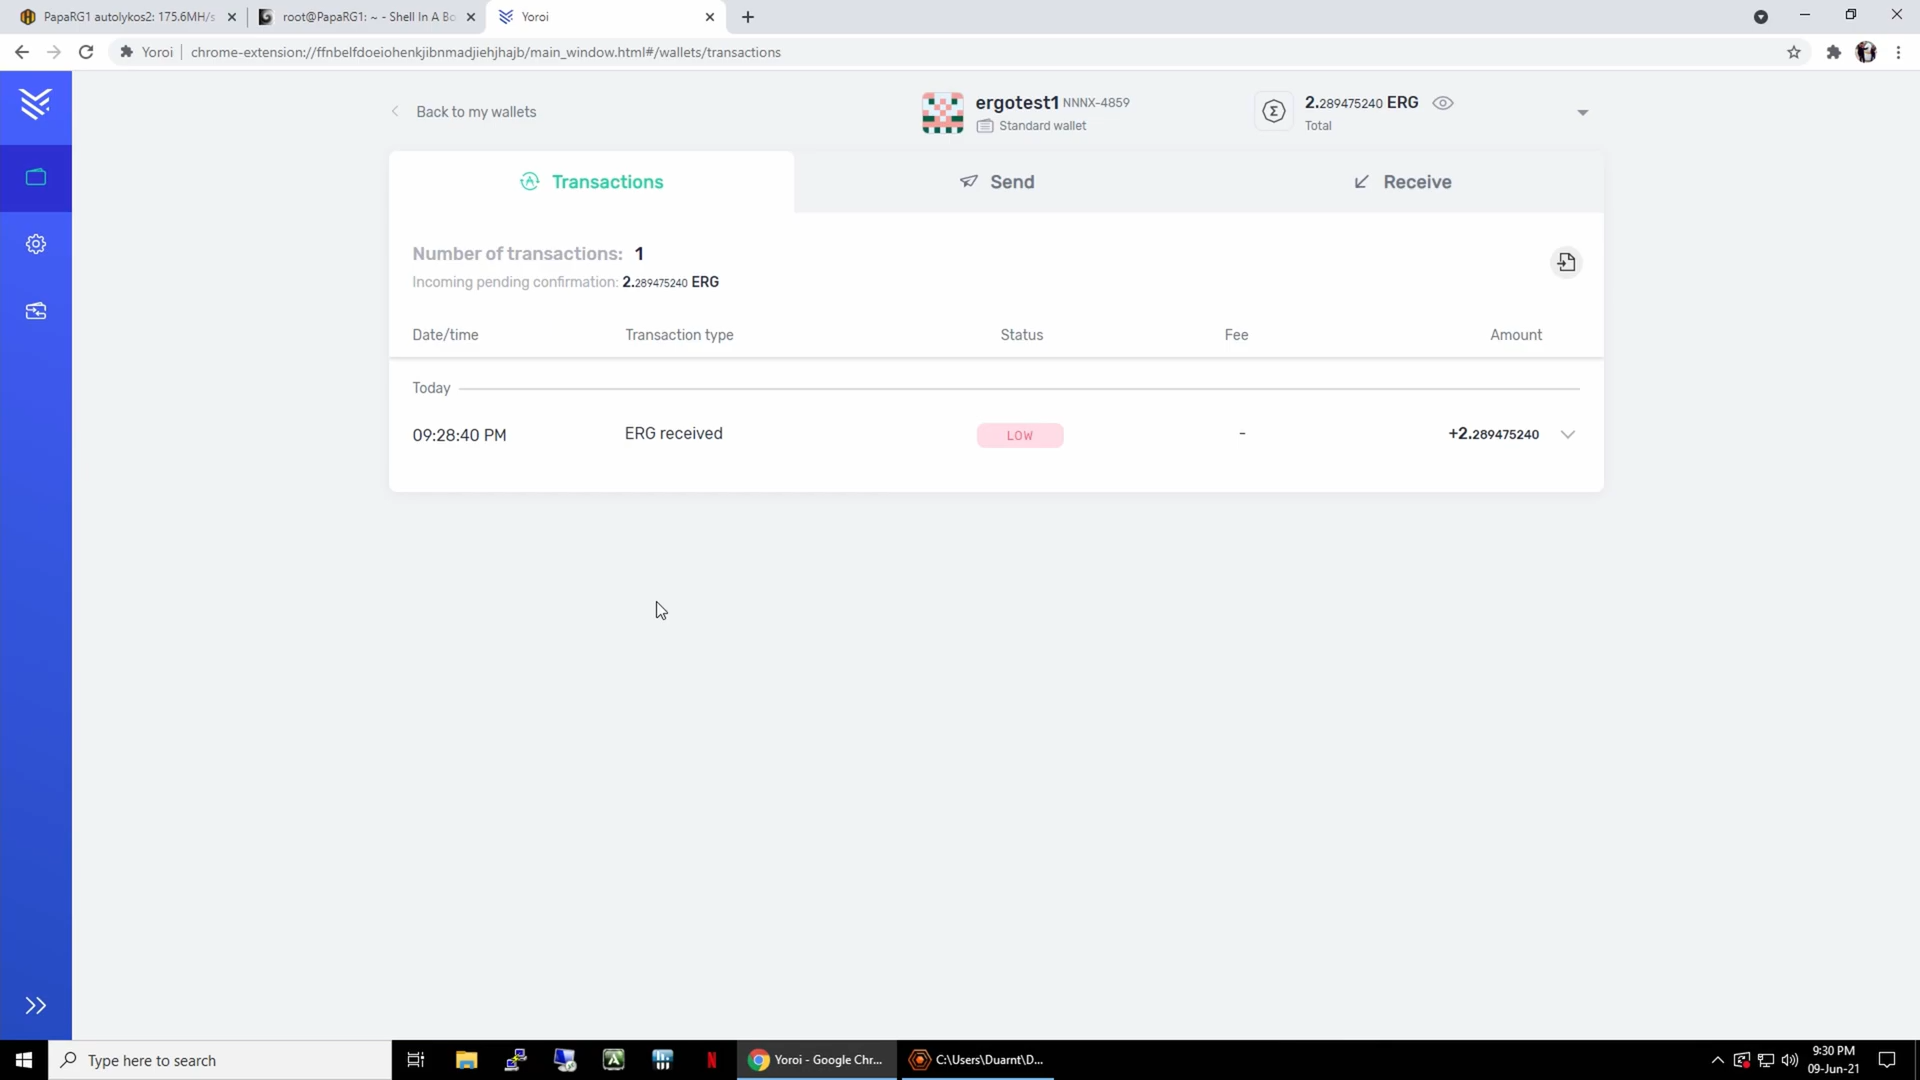 PapaRG1 autolykos2: 175.6MH/s
root@PapaRG1: ~ - Shell In A Bo
Yoroi
Yoroi
chrome-extension://ffnbelfdoeiohenkjibnmadjiehjhajb/main_window.html#/wallets/transactions
Back to my wallets
ergotest1 NNNX-4859
Standard wallet
2.289475240 ERG
Total
Transactions
Send
Receive
Number of transactions: 1
Incoming pending confirmation: 2.289475240 ERG
Date/time Transaction type Status Fee Amount
Today
09:28:40 PM ERG received LOW - +2.289475240
Type here to search
Yoroi - Google Chr...
C:\Users\Duarnt\D...
9:30 PM
09-Jun-21